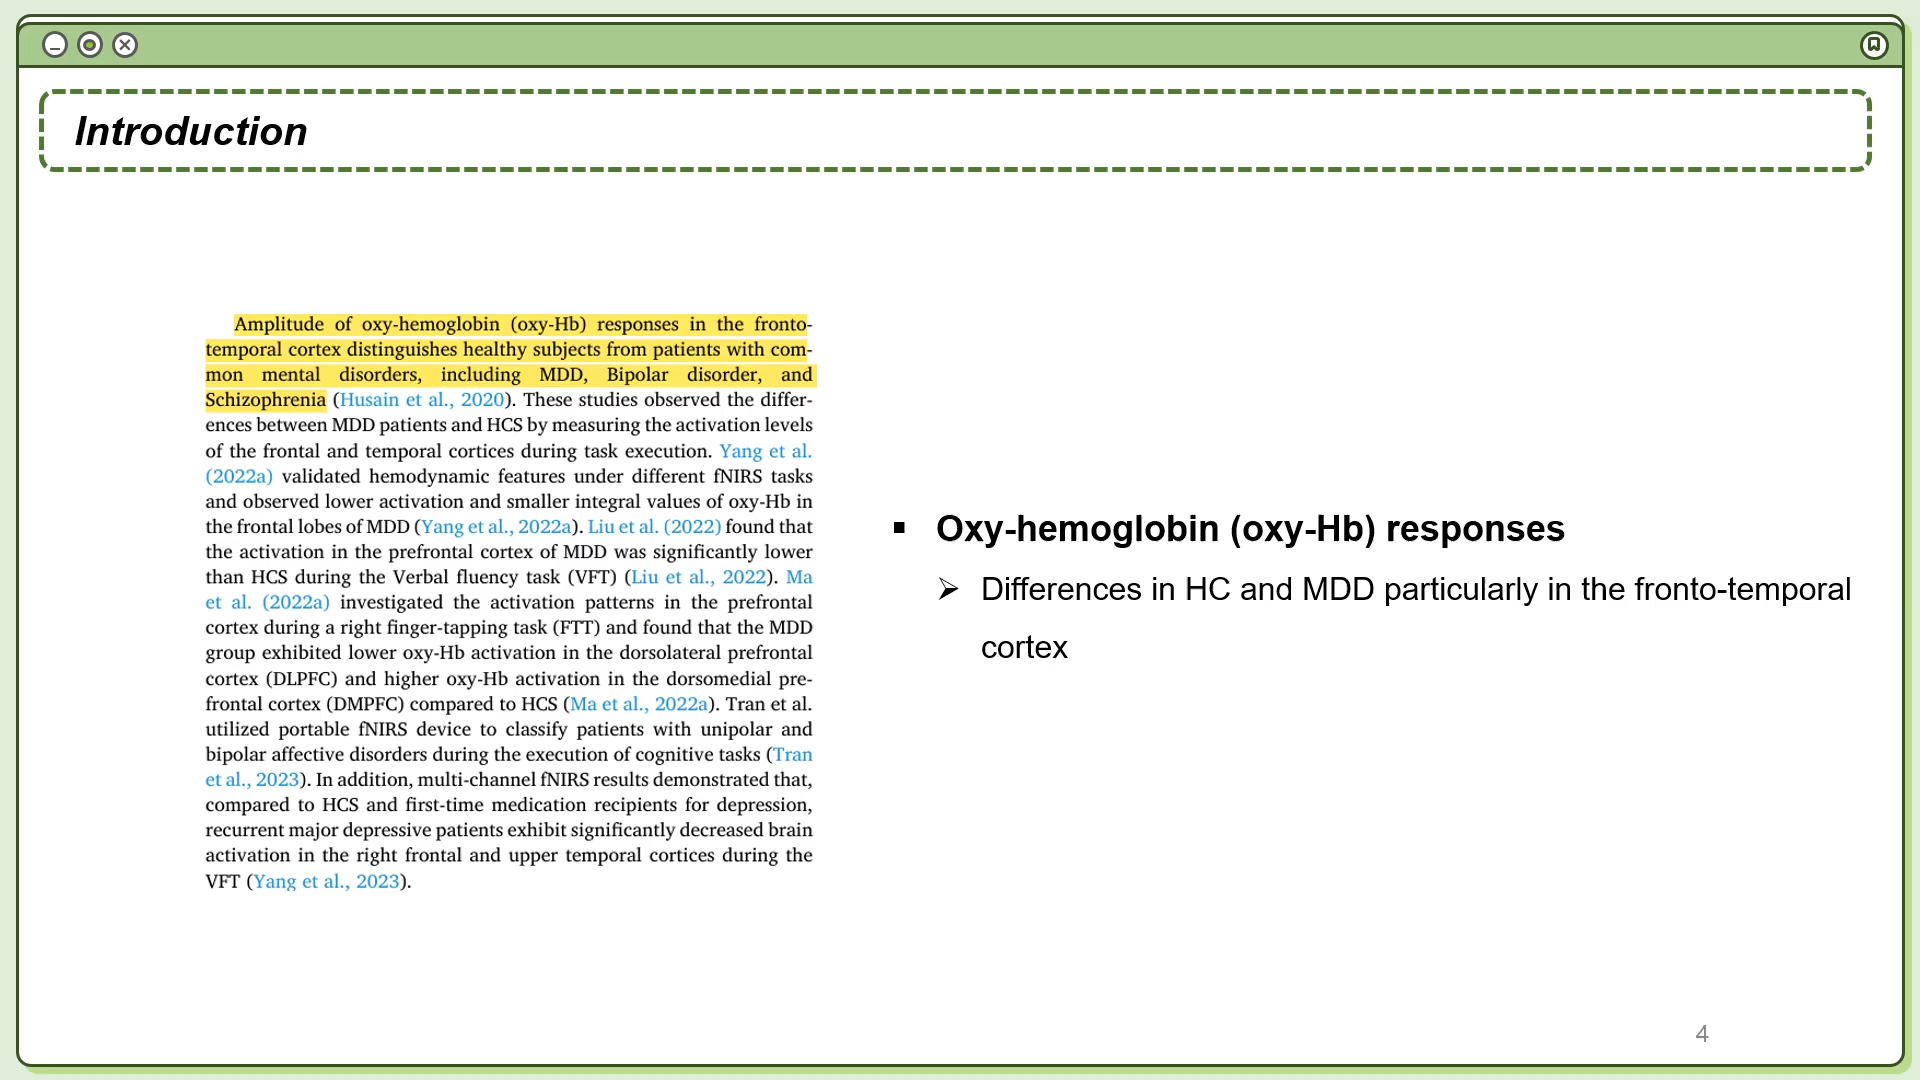 Introduction
Amplitude of oxy-hemoglobin (oxy-Hb) responses in the fronto-
temporal cortex distinguishes healthy subjects from patients with com-
mon mental disorders, including MDD, Bipolar disorder, and
Schizophrenia (Husain et al., 2020). These studies observed the differ-
ences between MDD patients and HCS by measuring the activation levels
of the frontal and temporal cortices during task execution. Yang et al.
(2022a) validated hemodynamic features under different fNIRS tasks
and observed lower activation and smaller integral values of oxy-Hb in
the frontal lobes of MDD (Yang et al., 2022a). Liu et al. (2022) found that
the activation in the prefrontal cortex of MDD was significantly lower
than HCS during the Verbal fluency task (VFT) (Liu et al., 2022). Ma
et al. (2022a) investigated the activation patterns in the prefrontal
cortex during a right finger-tapping task (FTT) and found that the MDD
group exhibited lower oxy-Hb activation in the dorsolateral prefrontal
cortex (DLPFC) and higher oxy-Hb activation in the dorsomedial pre-
frontal cortex (DMPFC) compared to HCS (Ma et al., 2022a). Tran et al.
utilized portable fNIRS device to classify patients with unipolar and
bipolar affective disorders during the execution of cognitive tasks (Tran
et al., 2023). In addition, multi-channel fNIRS results demonstrated that,
compared to HCS and first-time medication recipients for depression,
recurrent major depressive patients exhibit significantly decreased brain
activation in the right frontal and upper temporal cortices during the
VFT (Yang et al., 2023).
▪ Oxy-hemoglobin (oxy-Hb) responses
➢ Differences in HC and MDD particularly in the fronto-temporal
cortex
4